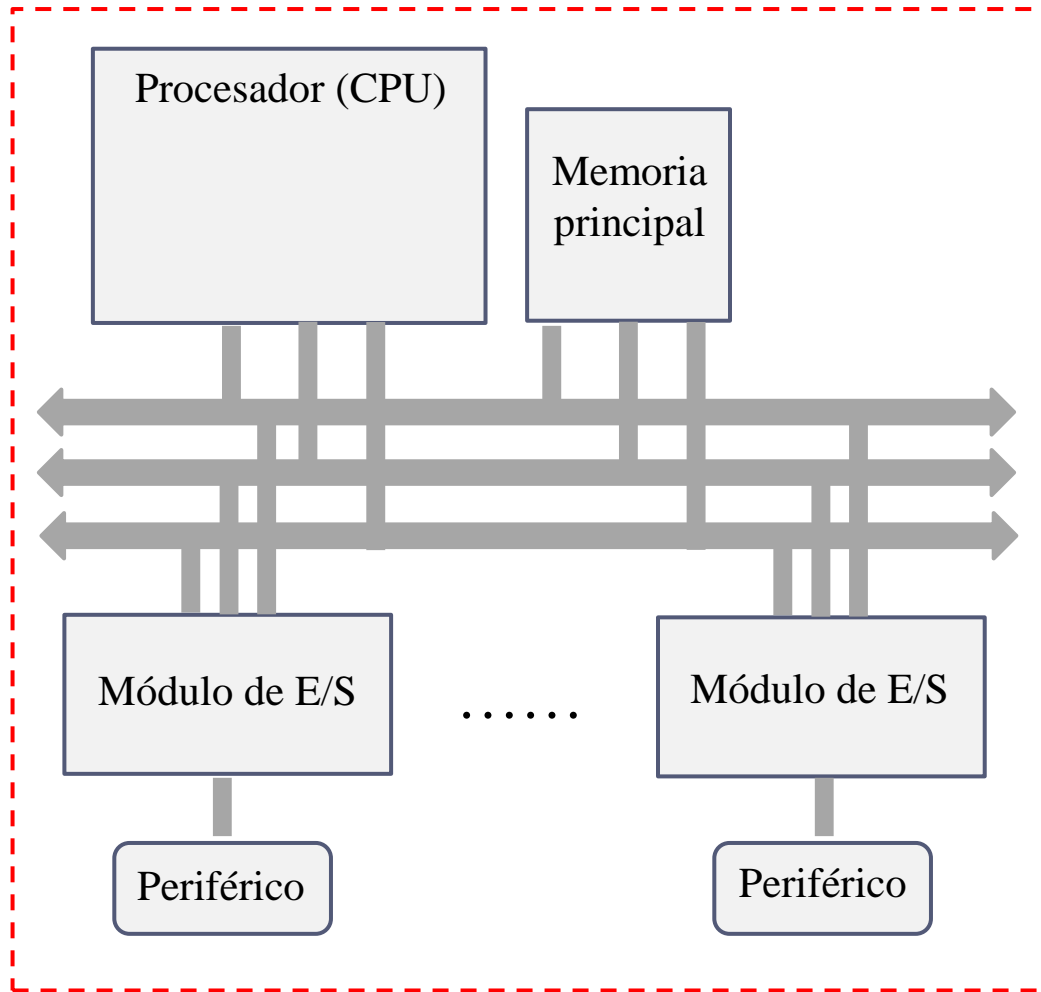 Procesador (CPU)
Memoria
principal
Módulo de E/S
......
Módulo de E/S
Periférico
Periférico